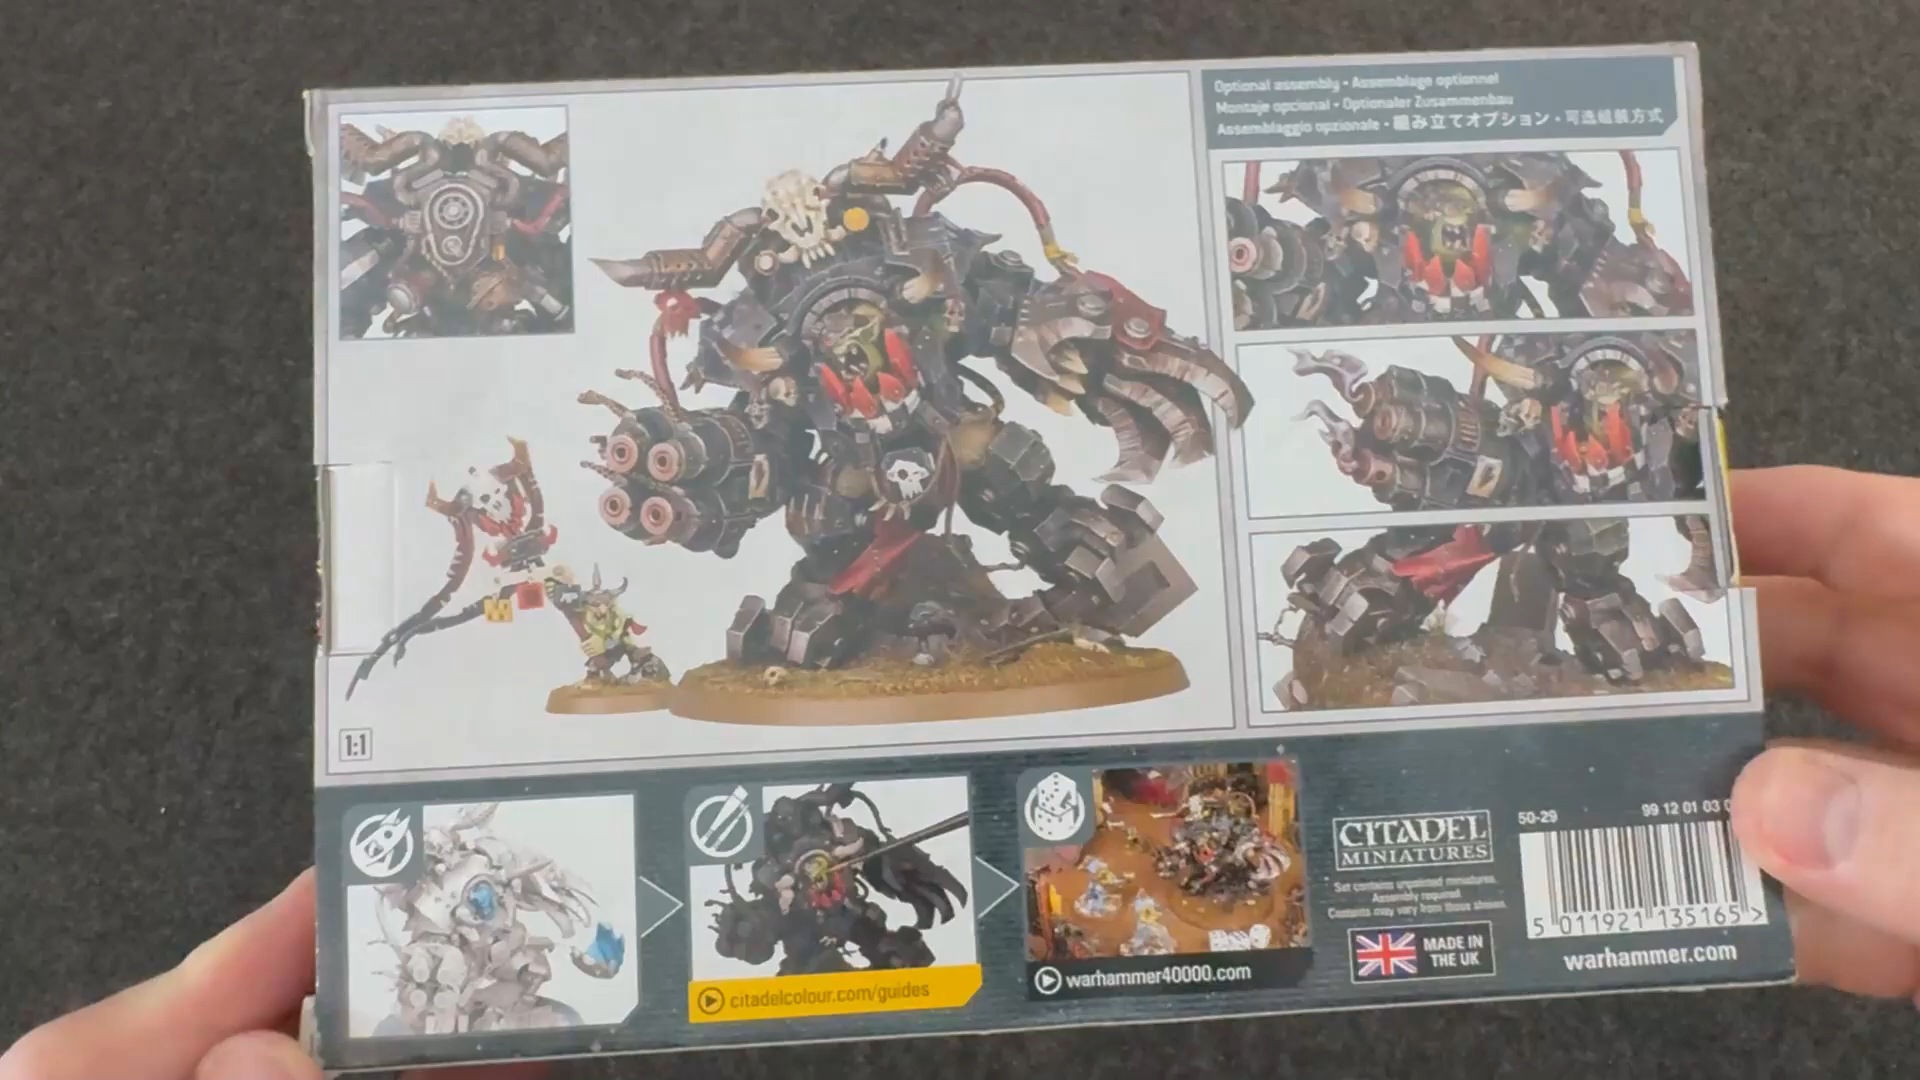 Optional assembly • Assemblage optionnel
Montaje opcional • Optionaler Zusammenbau
Assemblaggio opzionale • 組み立てオプション • 可选组装方式
1:1
citadelcolour.com/guides
warhammer40000.com
CITADEL
MINIATURES
Set contains unpainted miniatures.
Assembly required.
Contents may vary from those shown.
MADE IN
THE UK
50-29
99 12 01 03
5 011921 135165 >
warhammer.com